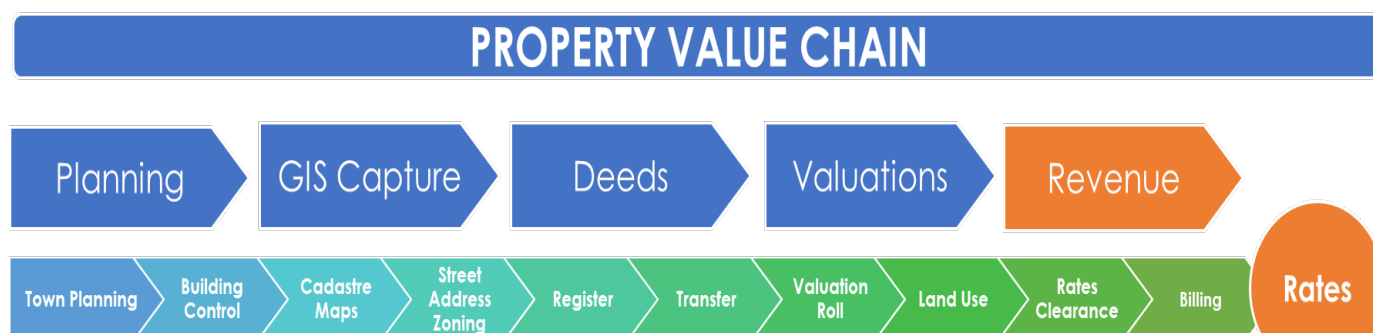 PROPERTY VALUE CHAIN
Planning
GIS Capture
Deeds
Valuations
Revenue
Town Planning
Building
Control
Cadastre
Maps
Street
Address
Zoning
Register
Transfer
Valuation
Roll
Land Use
Rates
Clearance
Billing
Rates